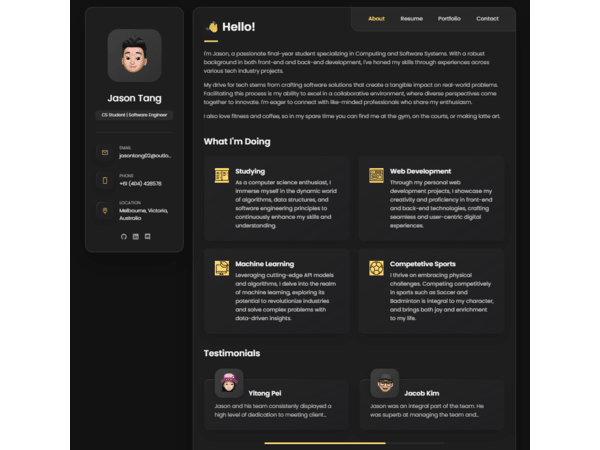 Jason Tang
CS Student | Software Engineer
EMAIL
jasontang02@outlo...
PHONE
LOCATION
Melbourne, Victoria,
Australia
About Resume Portfolio Contact
Hello!
I'm Jason, a passionate final-year student specializing in Computing and Software Systems. With a robust
background in both front-end and back-end development, I've honed my skills through experiences across
various tech industry projects.
My drive for tech stems from crafting software solutions that create a tangible impact on real-world problems.
Facilitating this process is my ability to excel in a collaborative environment, where diverse perspectives come
together to innovate. I'm eager to connect with like-minded professionals who share my enthusiasm.
I also love fitness and coffee, so in my spare time you can find me at the gym, on the courts, or making latte art.
What I'm Doing
Studying
As a computer science enthusiast, I
immerse myself in the dynamic world
of algorithms, data structures, and
software engineering principles to
continuously enhance my skills and
understanding.
Web Development
Through my personal web
development projects, I showcase my
creativity and proficiency in front-end
and back-end technologies, crafting
seamless and user-centric digital
experiences.
Machine Learning
Leveraging cutting-edge API models
and algorithms, I delve into the realm
of machine learning, exploring its
potential to revolutionize industries
and solve complex problems with
data-driven insights.
Competetive Sports
I thrive on embracing physical
challenges. Competing competitively
in sports such as Soccer and
Badminton is integral to my character,
and brings both joy and enrichment
to my life.
Testimonials
Yitong Pei
Jason and his team consistenly displayed a
high level of dedication to meeting client...
Jacob Kim
Jason was an integral part of the team. He
was superb at managing the team and...